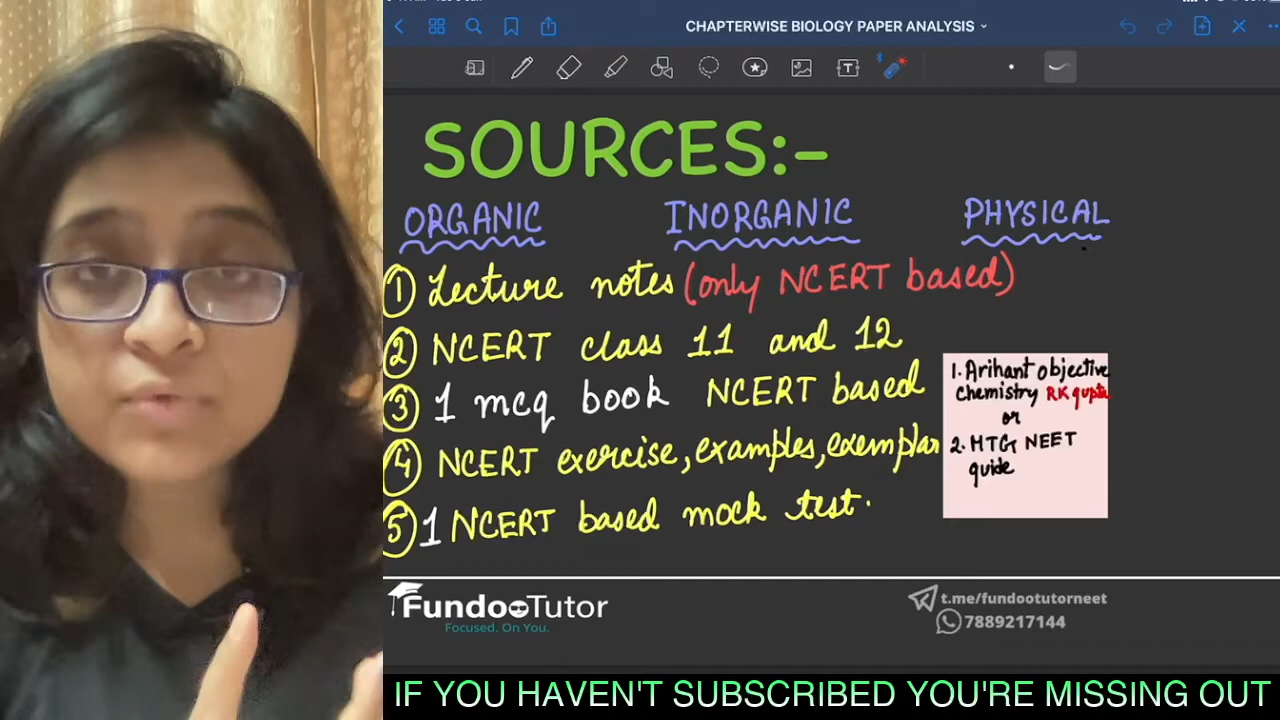 CHAPTERWISE BIOLOGY PAPER ANALYSIS
SOURCES:-
ORGANIC INORGANIC PHYSICAL
① Lecture notes (only NCERT based)
② NCERT class 11 and 12
③ 1 mcq book NCERT based
④ NCERT exercise, examples, exemplar
⑤ 1 NCERT based mock test.
1. Arihant objective
chemistry RK gupta
or
2. MTG NEET
guide
FundooTutor
Focused. On You.
t.me/fundootutorneet
7889217144
IF YOU HAVEN'T SUBSCRIBED YOU'RE MISSING OUT